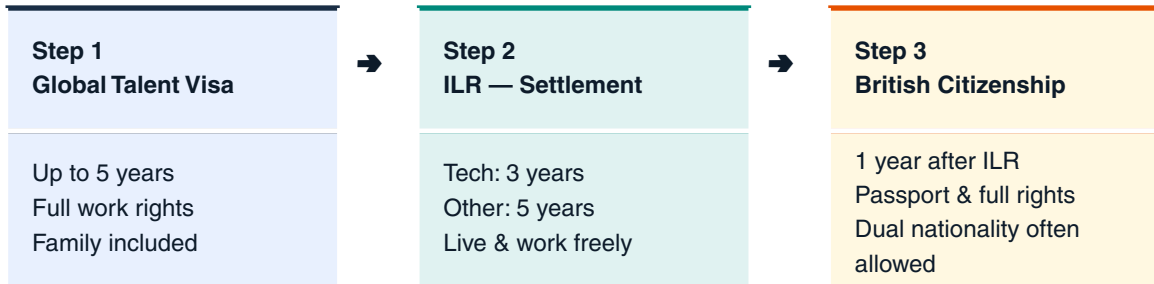 Step 1
Global Talent Visa
Up to 5 years
Full work rights
Family included
Step 2
ILR — Settlement
Tech: 3 years
Other: 5 years
Live & work freely
Step 3
British Citizenship
1 year after ILR
Passport & full rights
Dual nationality often
allowed